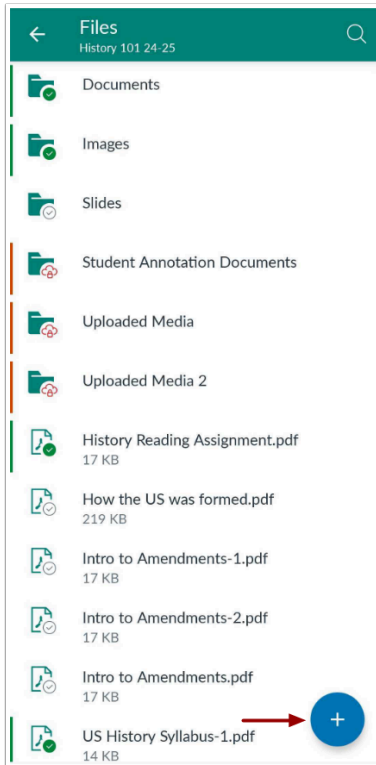 Files
History 101 24-25
Documents
Images
Slides
Student Annotation Documents
Uploaded Media
Uploaded Media 2
History Reading Assignment.pdf
17 KB
How the US was formed.pdf
219 KB
Intro to Amendments-1.pdf
17 KB
Intro to Amendments-2.pdf
17 KB
Intro to Amendments.pdf
17 KB
US History Syllabus-1.pdf
14 KB